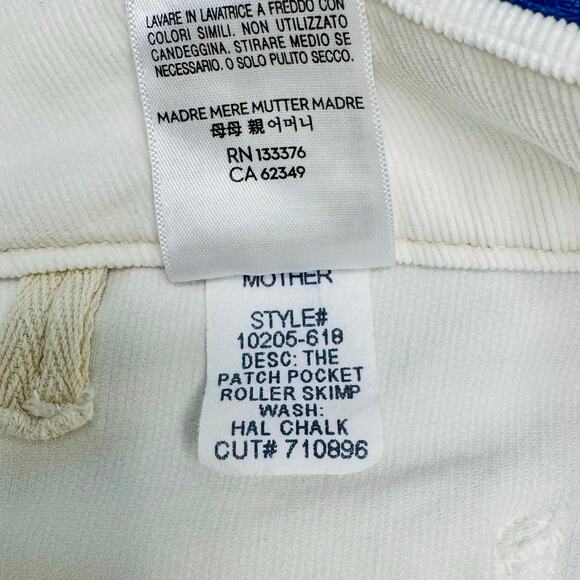 LAVARE IN LAVATRICE A FREDDO CON
COLORI SIMILI. NON UTILIZZATO
CANDEGGINA. STIRARE MEDIO SE
NECESSARIO. O SOLO PULITO SECCO.
MADRE MERE MUTTER MADRE
母母 親 어머니
RN 133376
CA 62349
MOTHER
STYLE#
10205-618
DESC: THE
PATCH POCKET
ROLLER SKIMP
WASH:
HAL CHALK
CUT# 710896